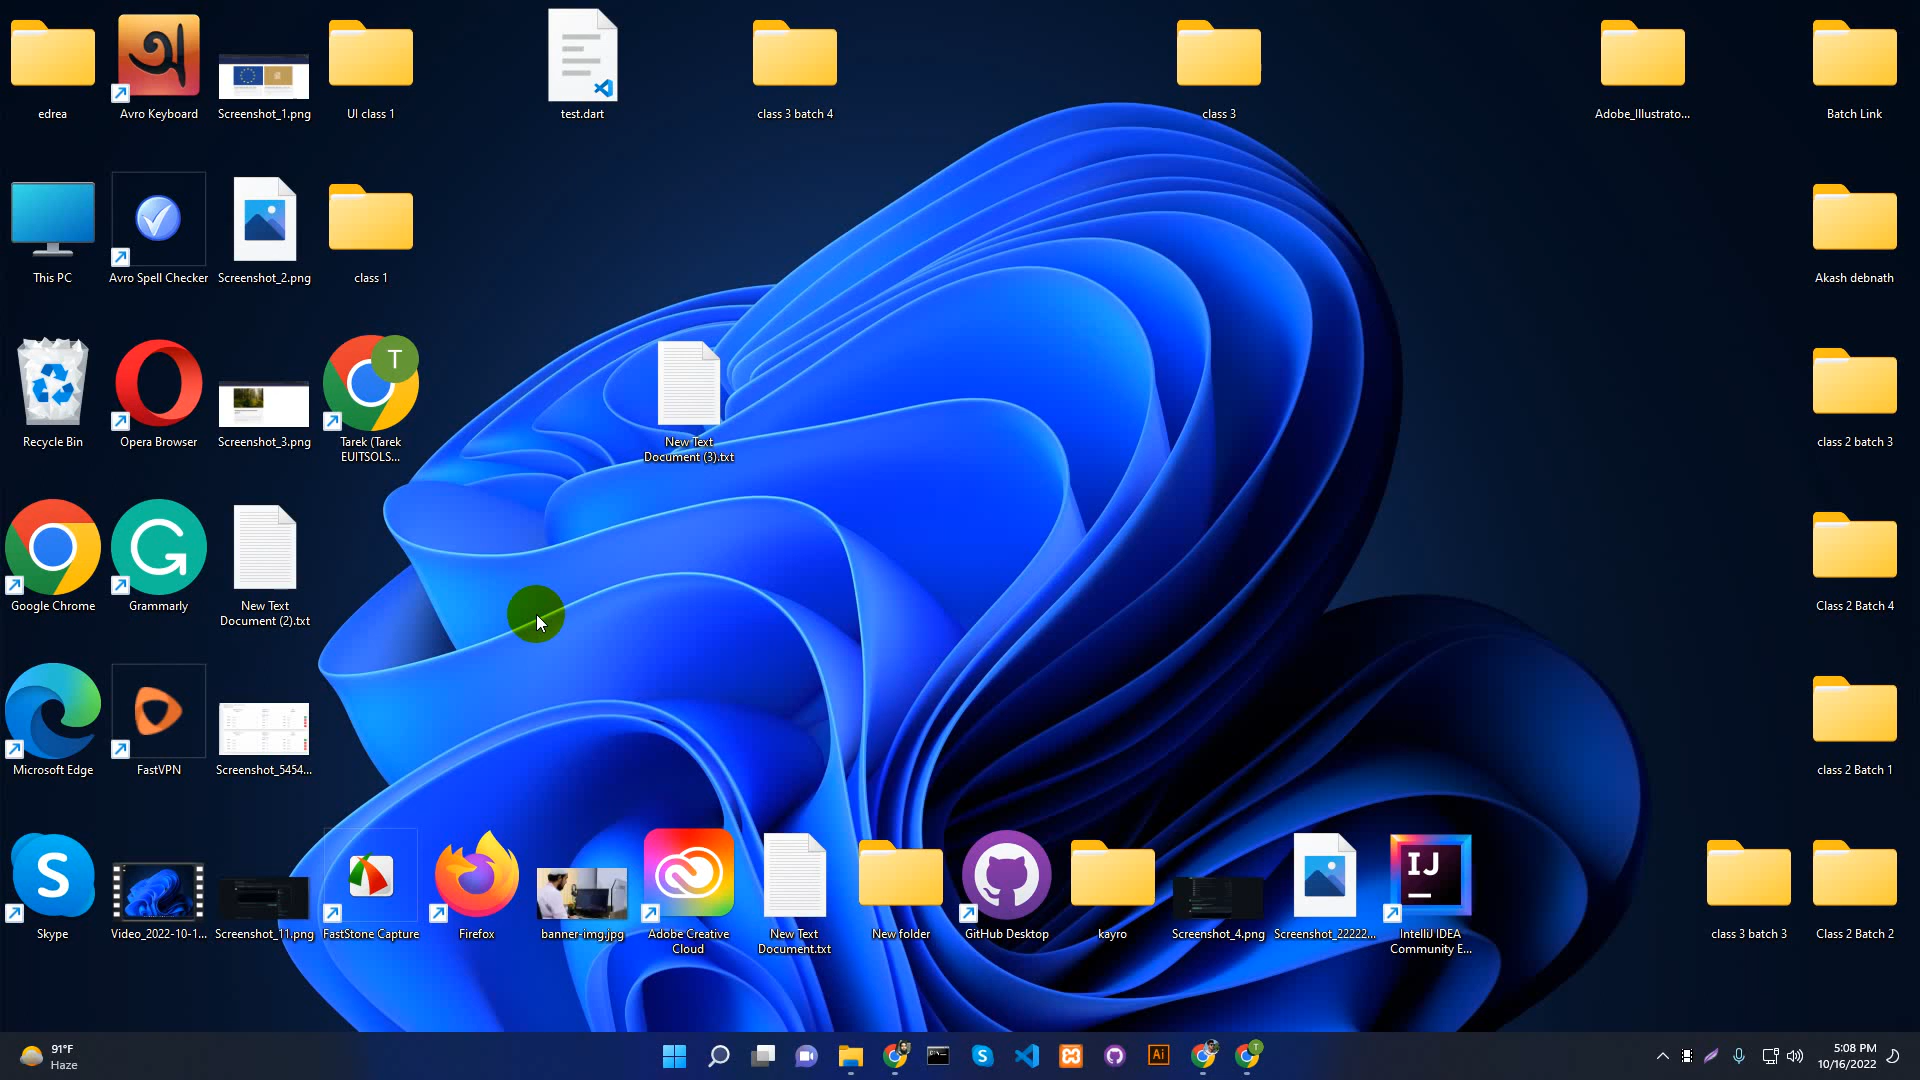 edrea
Avro Keyboard
Screenshot_1.png
UI class 1
test.dart
class 3 batch 4
class 3
Adobe_Illustrato...
Batch Link
This PC
Avro Spell Checker
Screenshot_2.png
class 1
Akash debnath
T
Recycle Bin
Opera Browser
Screenshot_3.png
Tarek (Tarek
EUITSOLS...
New Text
Document (3).txt
class 2 batch 3
Google Chrome
Grammarly
New Text
Document (2).txt
Class 2 Batch 4
Microsoft Edge
FastVPN
Screenshot_5454...
class 2 Batch 1
IJ
Skype
Video_2022-10-1...
Screenshot_11.png
FastStone Capture
Firefox
banner-img.jpg
Adobe Creative
Cloud
New Text
Document.txt
New folder
GitHub Desktop
kayro
Screenshot_4.png
Screenshot_22222...
IntelliJ IDEA
Community E...
class 3 batch 3
Class 2 Batch 2
91°F
Haze
Ai
T
5:08 PM
10/16/2022